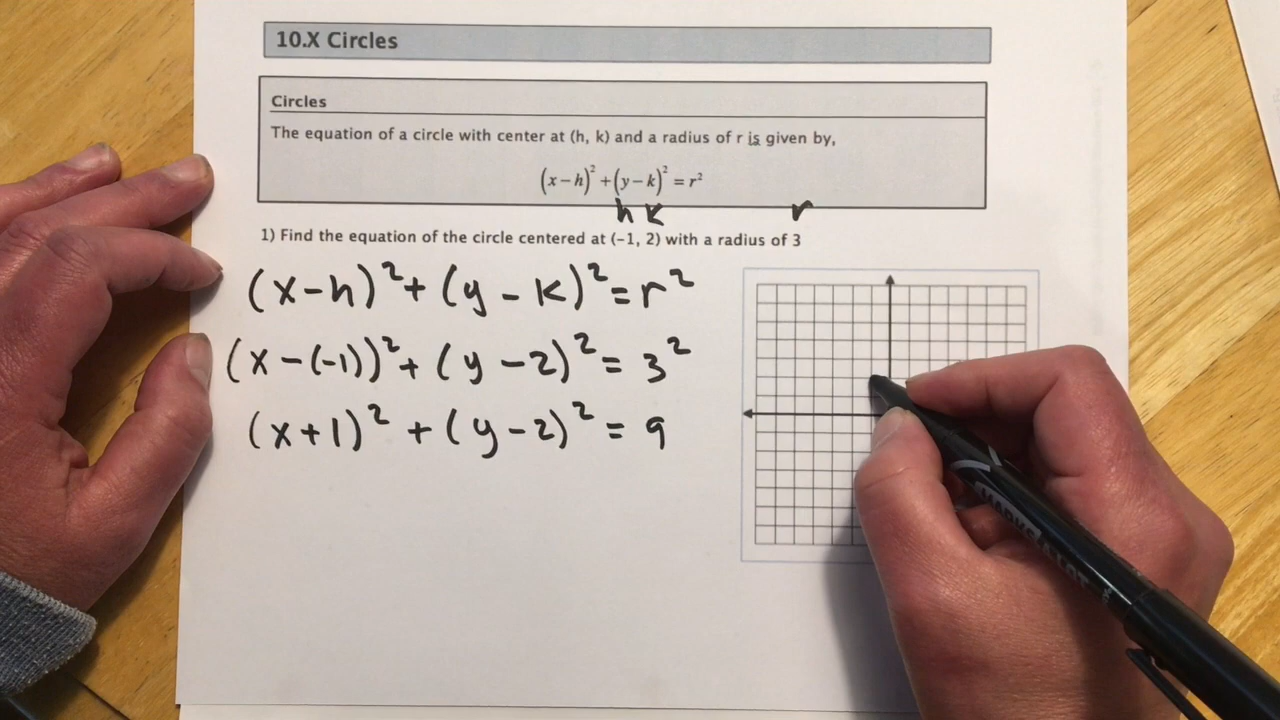 10.X Circles
Circles
The equation of a circle with center at (h, k) and a radius of r is given by,
(x−h)² + (y−k)² = r²
h k r
1) Find the equation of the circle centered at (−1, 2) with a radius of 3
(x−h)² + (y − k)² = r²
(x −(−1))² + (y −2)² = 3²
(x+1)² + (y−2)² = 9
MARKS A LOT